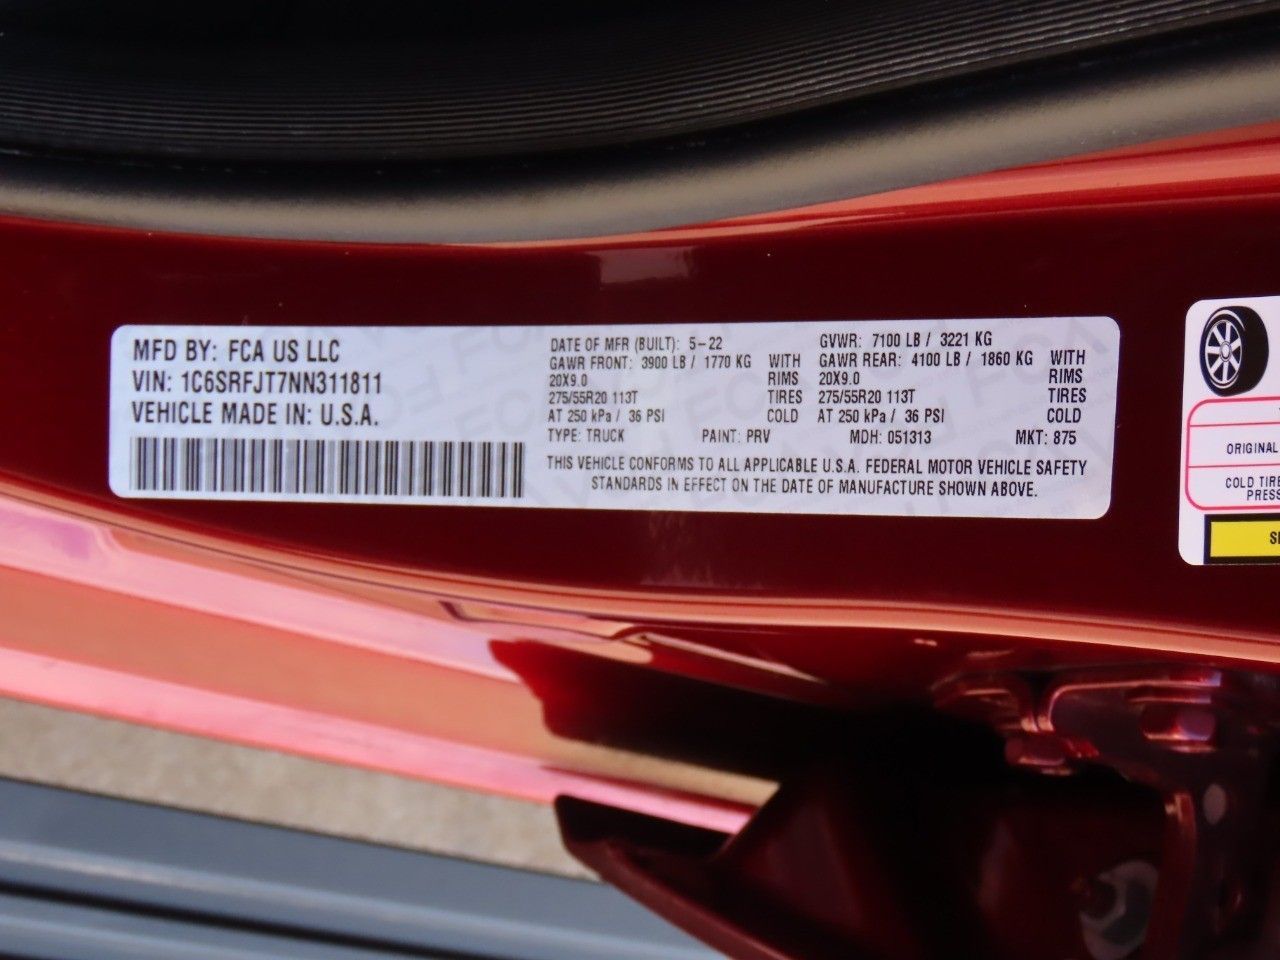 MFD BY: FCA US LLC
VIN: 1C6SRFJT7NN311811
VEHICLE MADE IN: U.S.A.
DATE OF MFR (BUILT): 5-22
GAWR FRONT: 3900 LB / 1770 KG WITH
20X9.0 RIMS
275/55R20 113T TIRES
AT 250 kPa / 36 PSI COLD
GVWR: 7100 LB / 3221 KG
GAWR REAR: 4100 LB / 1860 KG WITH
20X9.0 RIMS
275/55R20 113T TIRES
AT 250 kPa / 36 PSI COLD
TYPE: TRUCK PAINT: PRV MDH: 051313 MKT: 875
THIS VEHICLE CONFORMS TO ALL APPLICABLE U.S.A. FEDERAL MOTOR VEHICLE SAFETY
STANDARDS IN EFFECT ON THE DATE OF MANUFACTURE SHOWN ABOVE.
ORIGINAL
COLD TIRE
PRESS